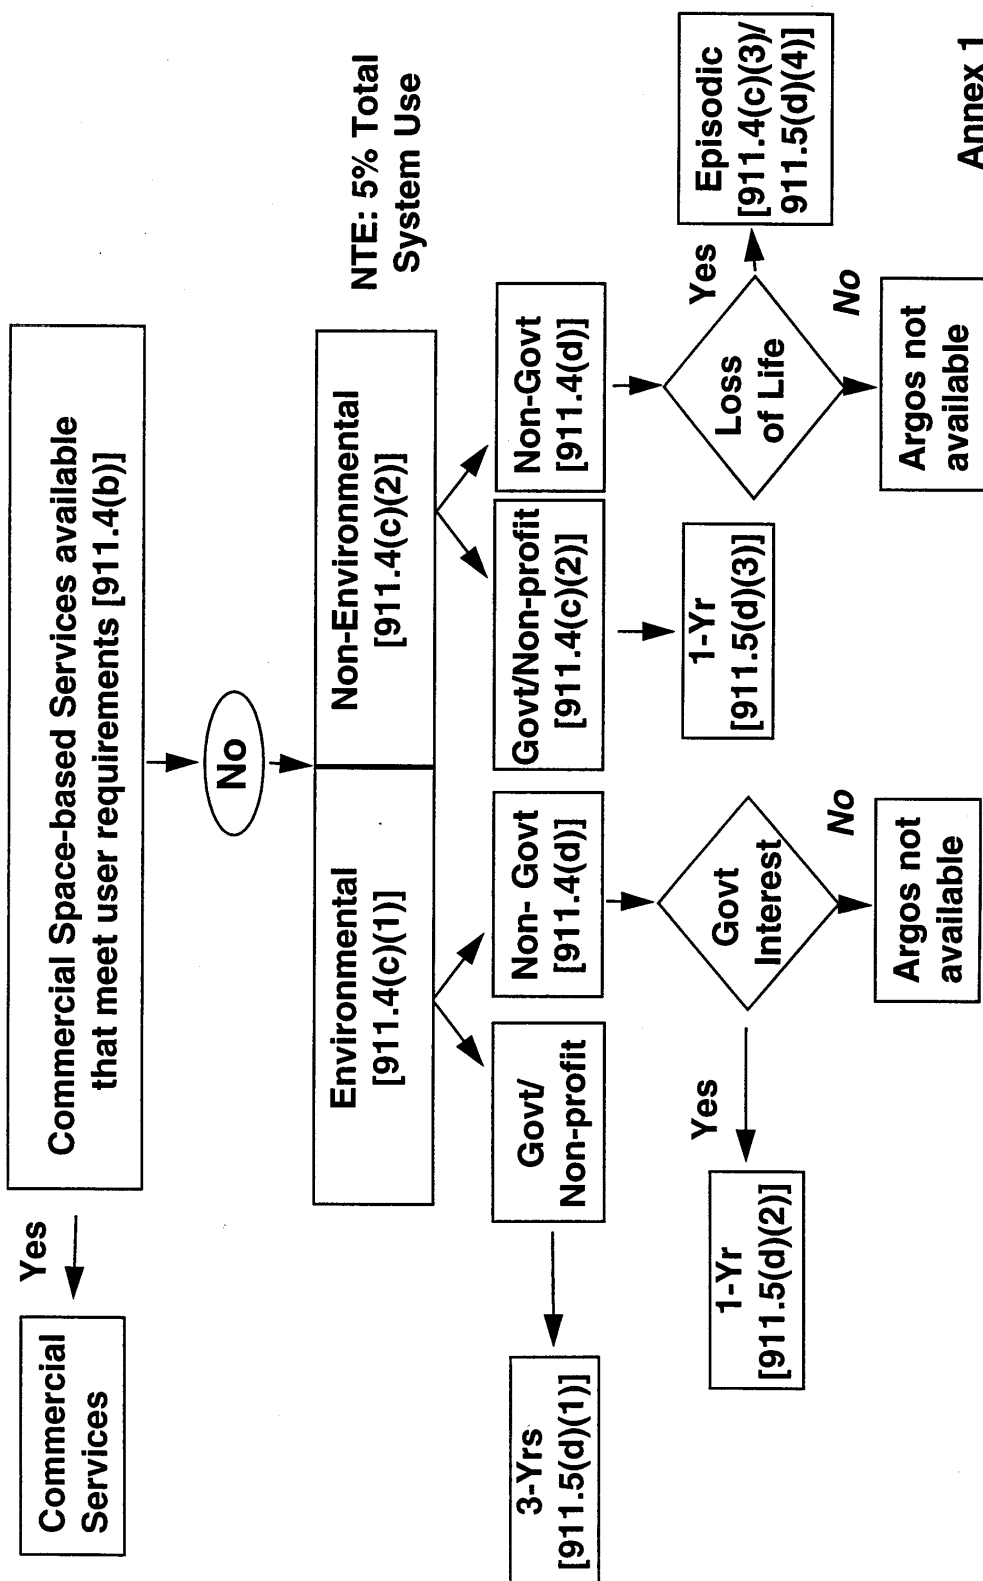 Commercial Space-based Services available
that meet user requirements [911.4(b)]
Yes
Commercial
Services
No
Environmental
[911.4(c)(1)]
Non-Environmental
[911.4(c)(2)]
NTE: 5% Total
System Use
Govt/
Non-profit
Non- Govt
[911.4(d)]
Govt/Non-profit
[911.4(c)(2)]
Non-Govt
[911.4(d)]
3-Yrs
[911.5(d)(1)]
Yes
1-Yr
[911.5(d)(2)]
Govt
Interest
No
Argos not
available
1-Yr
[911.5(d)(3)]
Loss
of Life
Yes
Episodic
[911.4(c)(3)/
911.5(d)(4)]
No
Argos not
available
Annex 1